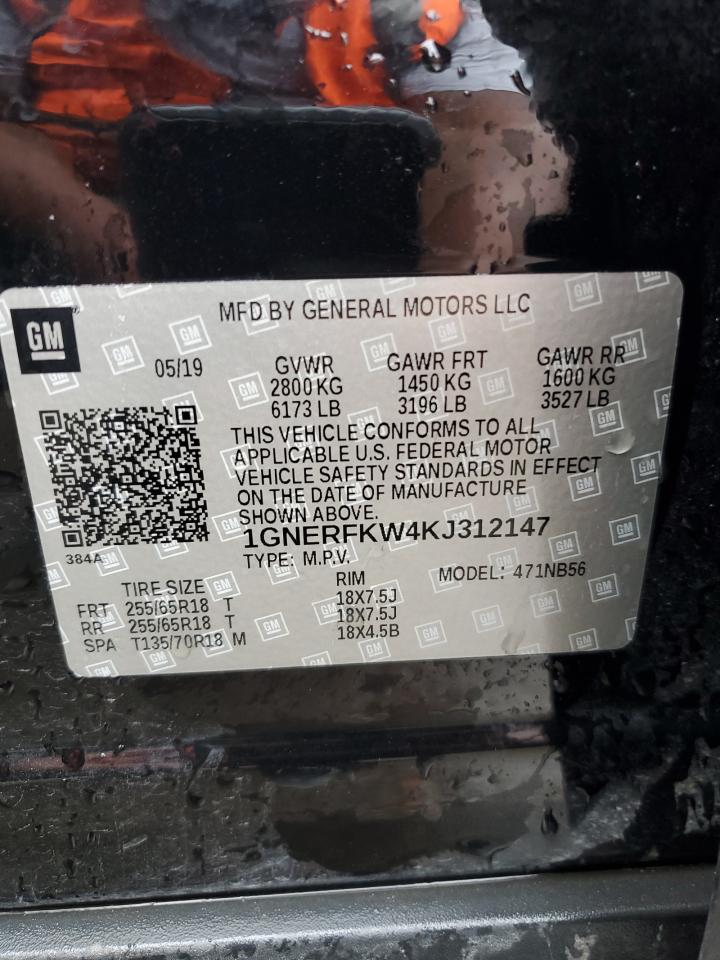 MFD BY GENERAL MOTORS LLC
GM
05/19
GVWR GAWR FRT GAWR RR
2800 KG 1450 KG 1600 KG
6173 LB 3196 LB 3527 LB
THIS VEHICLE CONFORMS TO ALL
APPLICABLE U.S. FEDERAL MOTOR
VEHICLE SAFETY STANDARDS IN EFFECT
ON THE DATE OF MANUFACTURE
SHOWN ABOVE.
1GNERFKW4KJ312147
384A
TYPE: M.P.V.
MODEL: 471NB56
TIRE SIZE RIM
FRT 255/65R18 T 18X7.5J
RR 255/65R18 T 18X7.5J
SPA T135/70R18 M 18X4.5B